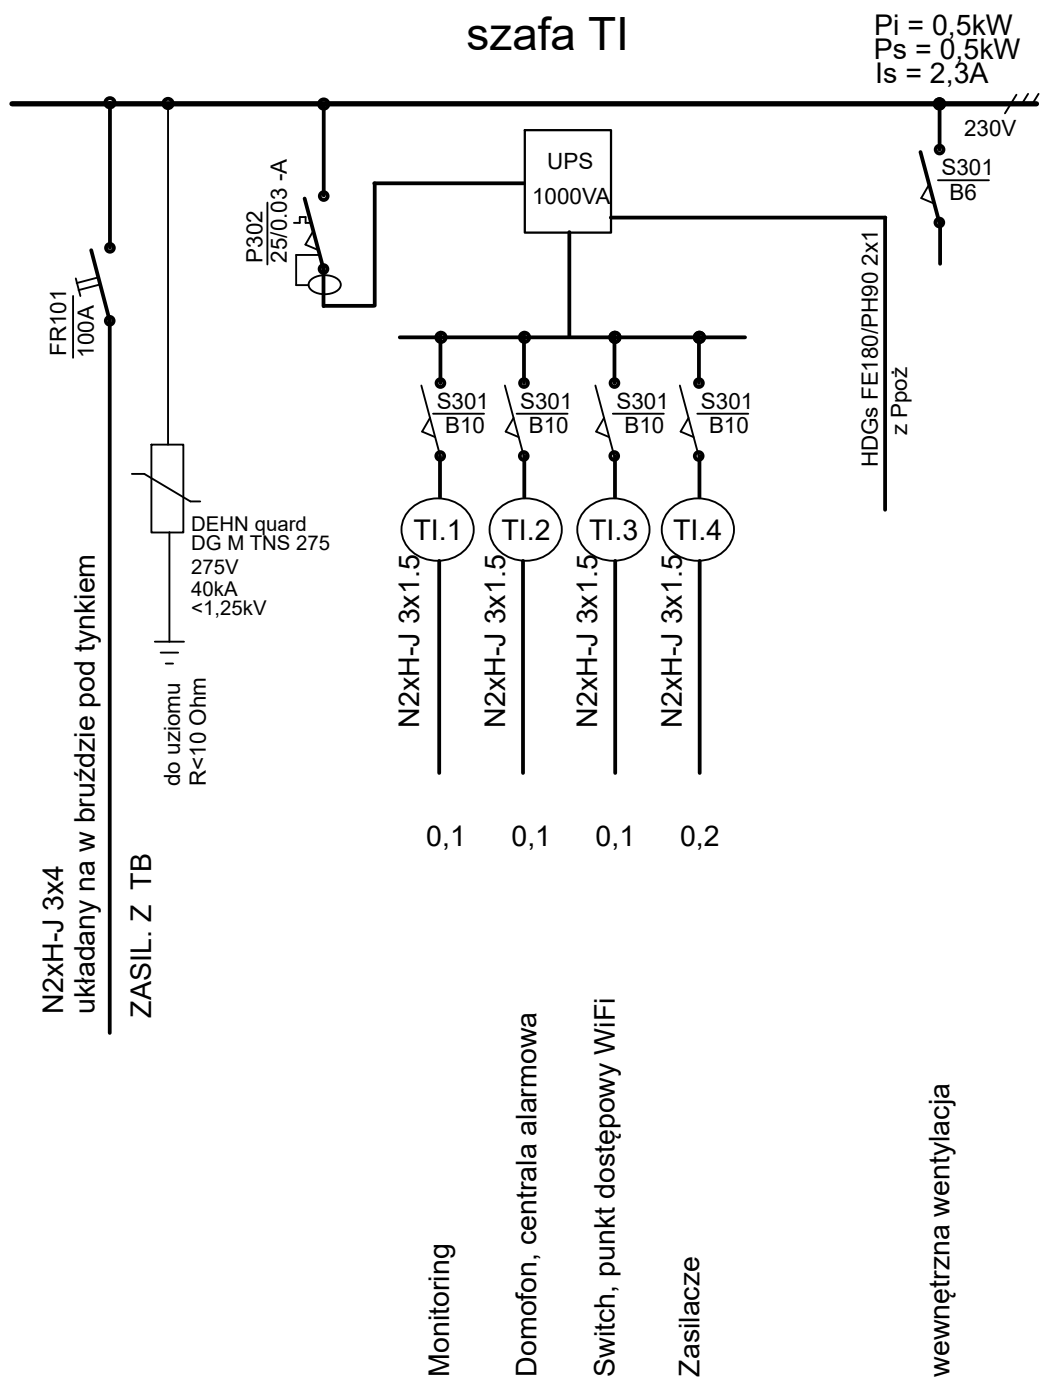 szafa TI
Pi = 0,5kW
Ps = 0,5kW
Is = 2,3A
230V
S301
B6
UPS
1000VA
P302
25/0.03 -A
FR101
100A
HDGs FE180/PH90 2x1
z Ppoż
S301
B10
S301
B10
S301
B10
S301
B10
TI.1
TI.2
TI.3
TI.4
DEHN quard
DG M TNS 275
275V
40kA
<1,25kV
do uziomu
R<10 Ohm
N2xH-J 3x1.5
N2xH-J 3x1.5
N2xH-J 3x1.5
N2xH-J 3x1.5
0,1
0,1
0,1
0,2
N2xH-J 3x4
układany na w bruździe pod tynkiem
ZASIL. Z TB
Monitoring
Domofon, centrala alarmowa
Switch, punkt dostępowy WiFi
Zasilacze
wewnętrzna wentylacja